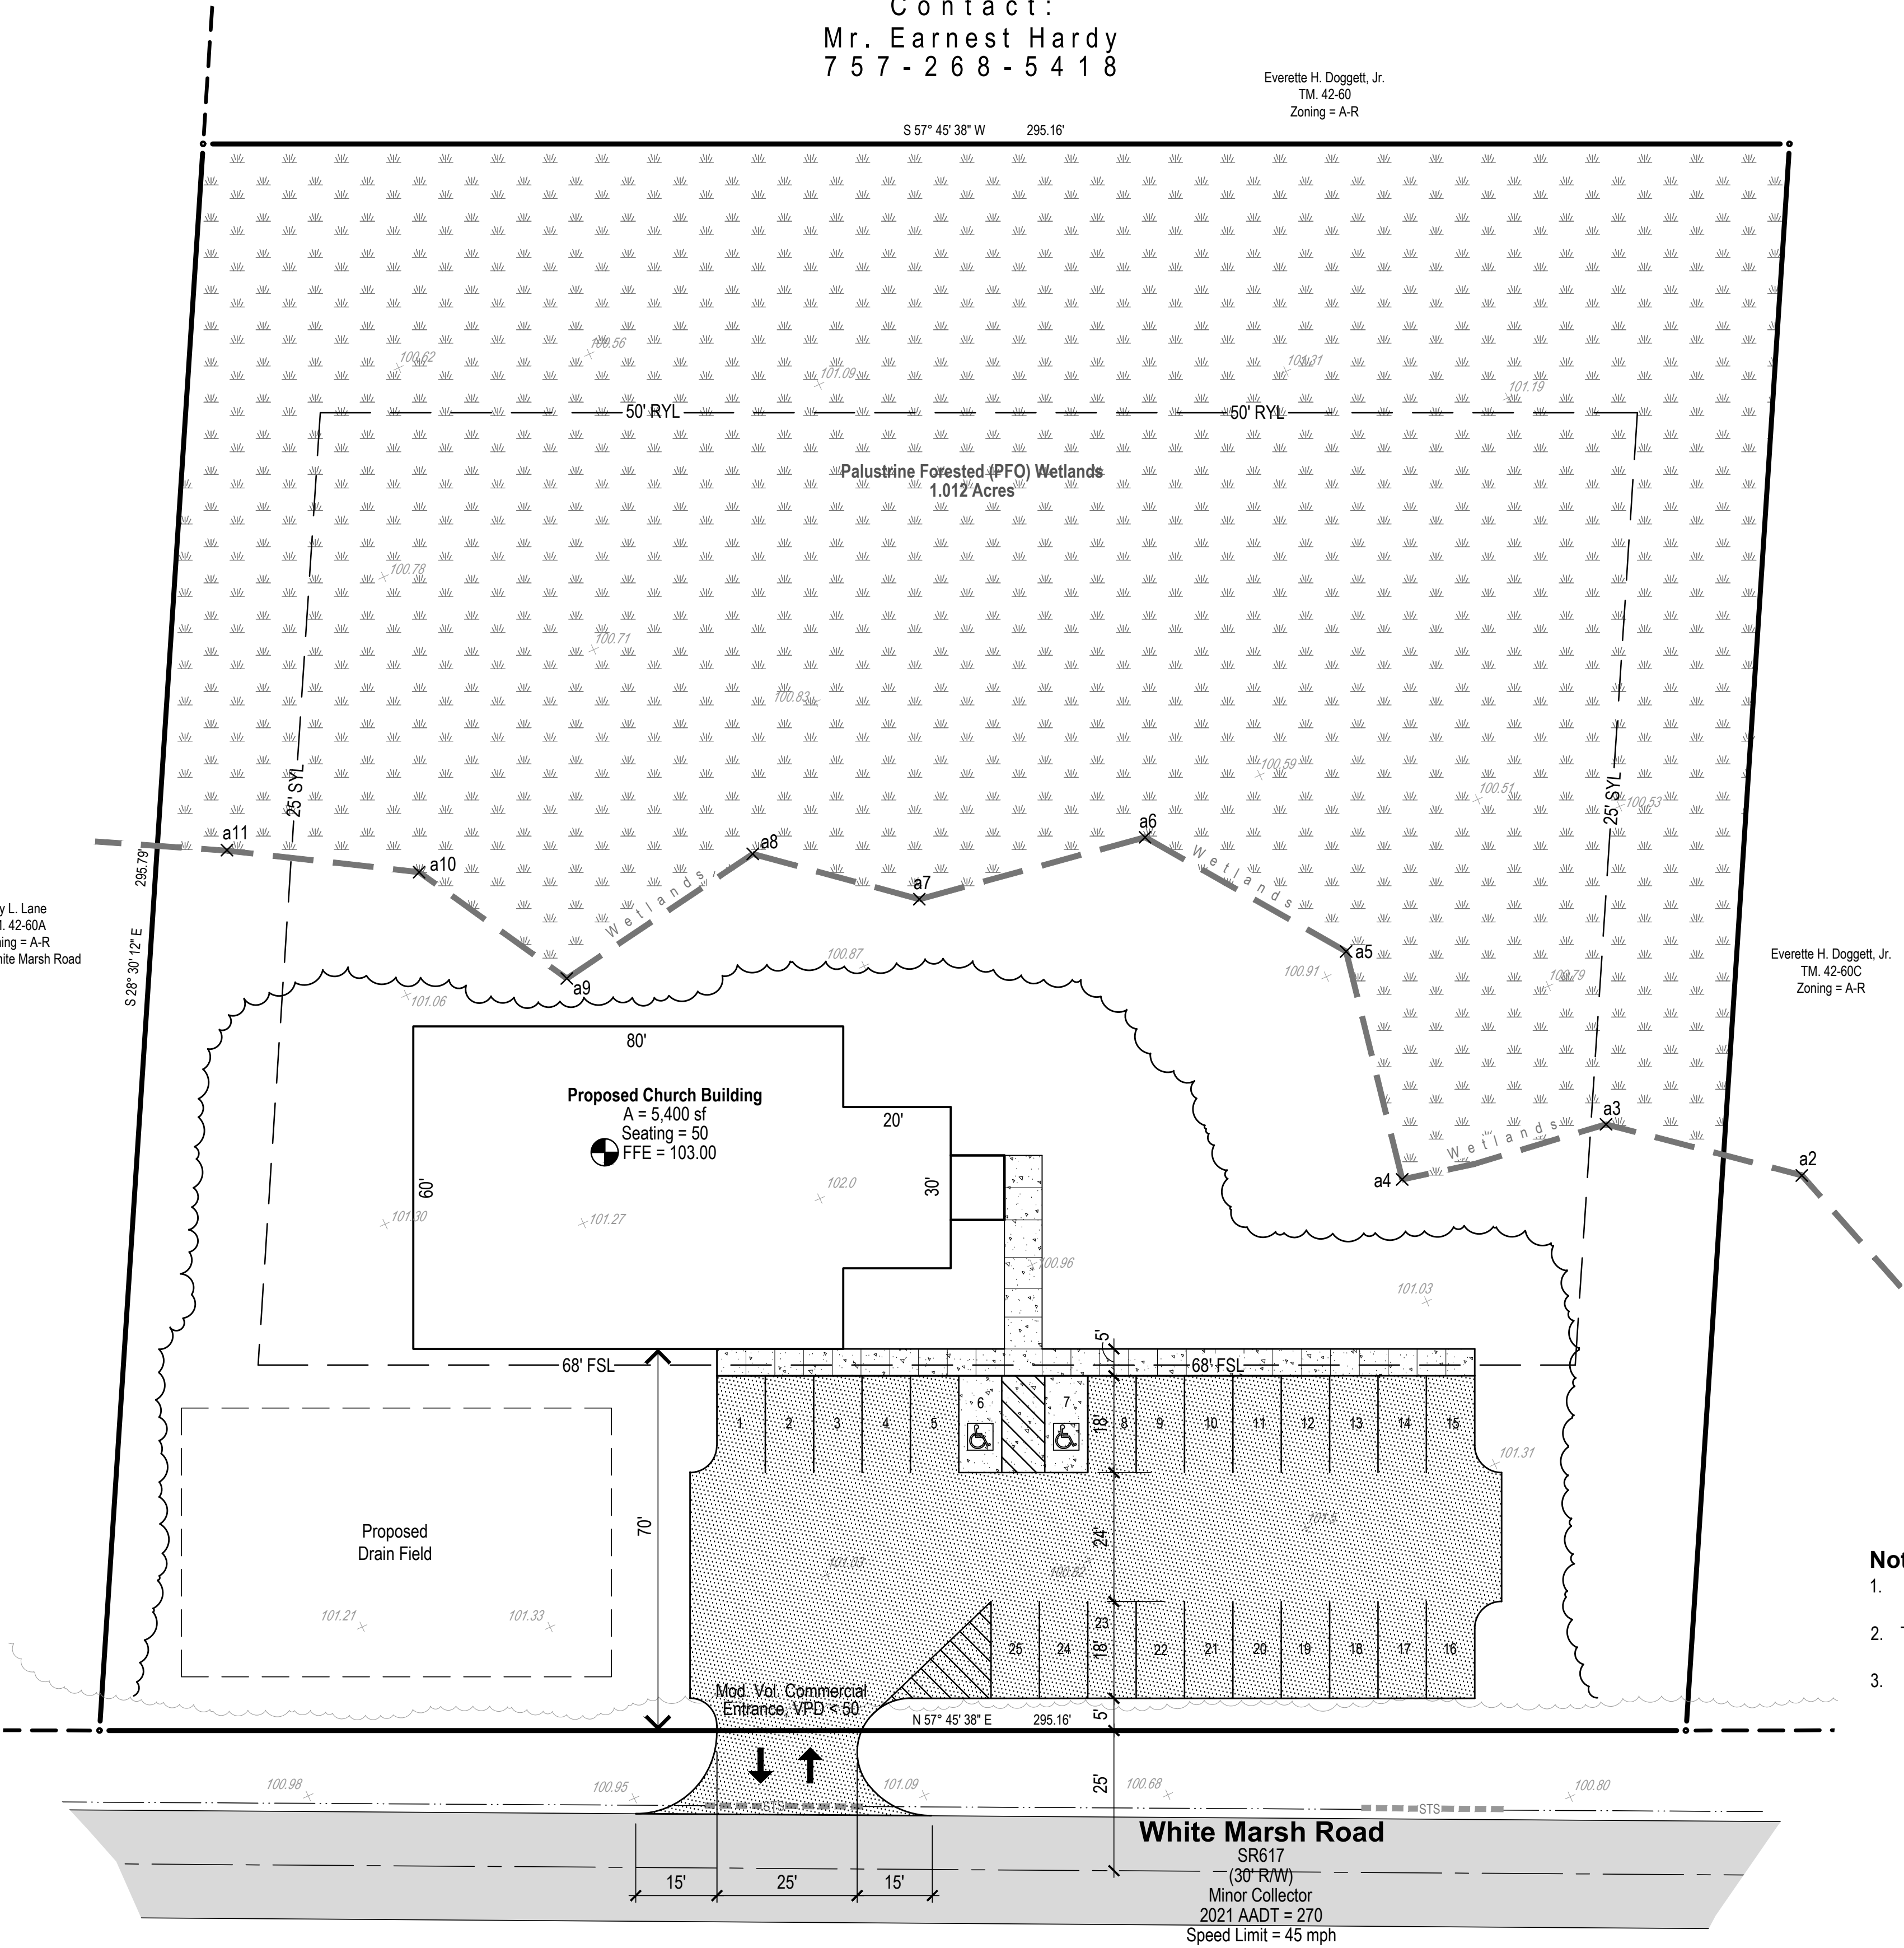 Contact:
Mr. Earnest Hardy
757-268-5418
Everette H. Doggett, Jr.
TM. 42-60
Zoning = A-R
S 57° 45' 38" W 295.16'
100.62
100.56
101.09
101.31
101.19
50' RYL
50' RYL
Palustrine Forested (PFO) Wetlands
1.012 Acres
100.78
100.71
100.83
100.59
100.51
100.53
25' SYL
25' SYL
a11
a10
a9
a8
a7
a6
a5
a4
a3
a2
Wetlands
Wetlands
Wetlands
295.79'
S 28° 30' 12" E
y L. Lane
. 42-60A
ing = A-R
ite Marsh Road
Everette H. Doggett, Jr.
TM. 42-60C
Zoning = A-R
100.87
100.91
100.79
101.06
80'
Proposed Church Building
A = 5,400 sf
Seating = 50
FFE = 103.00
20'
60'
30'
102.0
101.30
101.27
100.96
101.03
5'
68' FSL
68' FSL
1 2 3 4 5 6 7 8 9 10 11 12 13 14 15
18'
101.31
70'
24'
Proposed
Drain Field
101.21
101.33
25 24 23 22 21 20 19 18 17 16
18'
Not
1.
2.
3.
Mod. Vol. Commercial
Entrance, VPD < 50
N 57° 45' 38" E 295.16'
5'
25'
100.98
100.95
101.09
100.68
100.80
STS
STS
White Marsh Road
SR617
(30' R/W)
Minor Collector
2021 AADT = 270
Speed Limit = 45 mph
15' 25' 15'